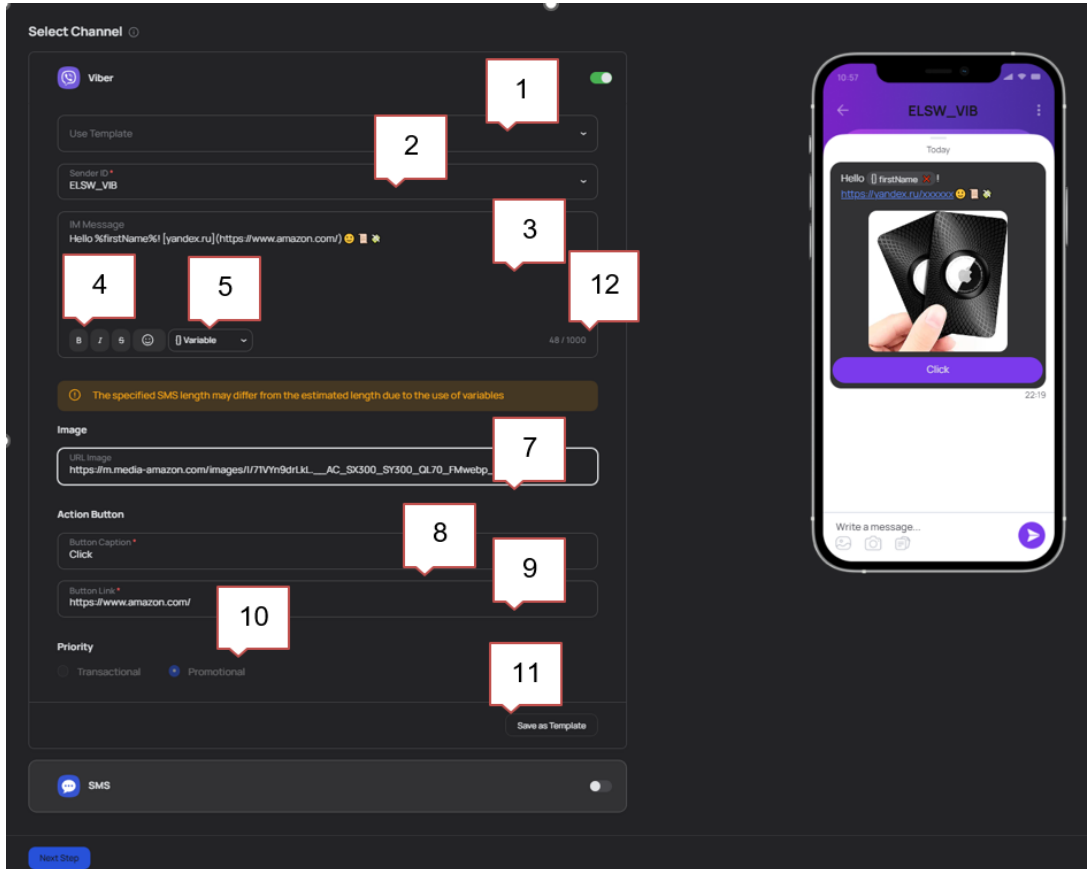 Select Channel
Viber
1
Use Template
2
Sender ID*
ELSW_VIB
IM Message
Hello %firstName%! [yandex.ru](https://www.amazon.com/) 🙂 📜 💸
3
4
5
12
B I S {} Variable
48 / 1000
The specified SMS length may differ from the estimated length due to the use of variables
Image
7
URL Image
https://m.media-amazon.com/images/I/71VYn9drLkL.__AC_SX300_SY300_QL70_FMwebp_
Action Button
8
Button Caption*
Click
9
Button Link*
https://www.amazon.com/
10
Priority
Transactional Promotional
11
Save as Template
SMS
Next Step
10:57
ELSW_VIB
Today
Hello {} firstName !
https://yandex.ru/xxxxxx 🙂 📜 💸
Click
22:19
Write a message...